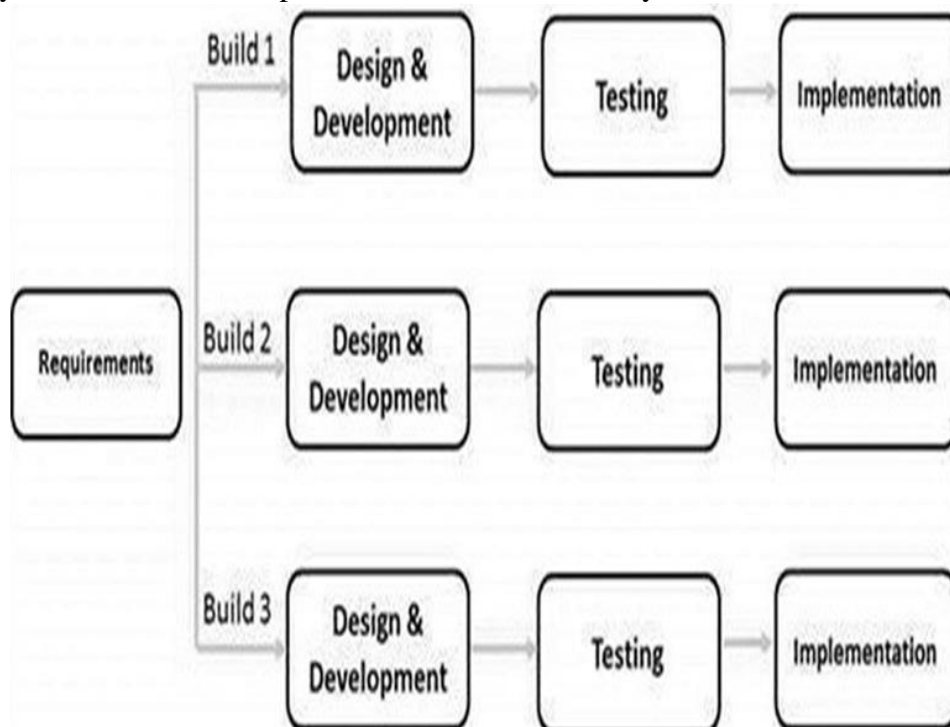 Build 1
Design &
Development
Testing
Implementation
Requirements
Build 2
Design &
Development
Testing
Implementation
Build 3
Design &
Development
Testing
Implementation